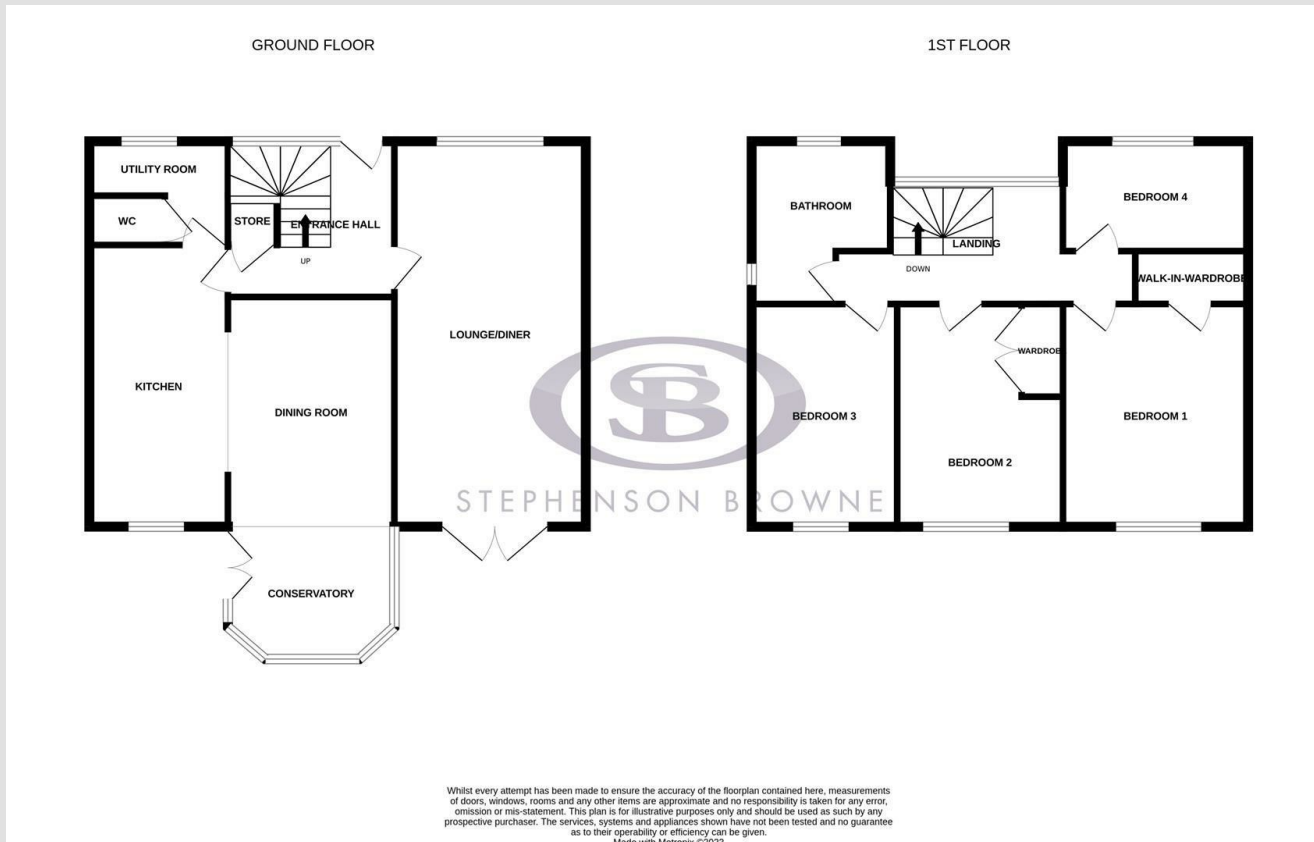 GROUND FLOOR
UTILITY ROOM
WC
STORE
ENTRANCE HALL
UP
LOUNGE/DINER
KITCHEN
DINING ROOM
CONSERVATORY
1ST FLOOR
BATHROOM
BEDROOM 4
LANDING
DOWN
WALK-IN-WARDROBE
WARDROBE
BEDROOM 3
BEDROOM 1
BEDROOM 2
SB
STEPHENSON BROWNE
Whilst every attempt has been made to ensure the accuracy of the floorplan contained here, measurements
of doors, windows, rooms and any other items are approximate and no responsibility is taken for any error,
omission or mis-statement. This plan is for illustrative purposes only and should be used as such by any
prospective purchaser. The services, systems and appliances shown have not been tested and no guarantee
as to their operability or efficiency can be given.
Made with Metropix ©2023